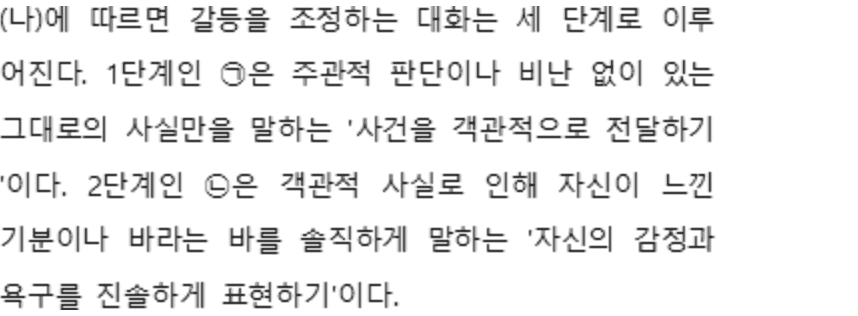 (나)에 따르면 갈등을 조정하는 대화는 세 단계로 이루
어진다. 1단계인 ㉠은 주관적 판단이나 비난 없이 있는
그대로의 사실만을 말하는 '사건을 객관적으로 전달하기
'이다. 2단계인 ㉡은 객관적 사실로 인해 자신이 느낀
기분이나 바라는 바를 솔직하게 말하는 '자신의 감정과
욕구를 진솔하게 표현하기'이다.